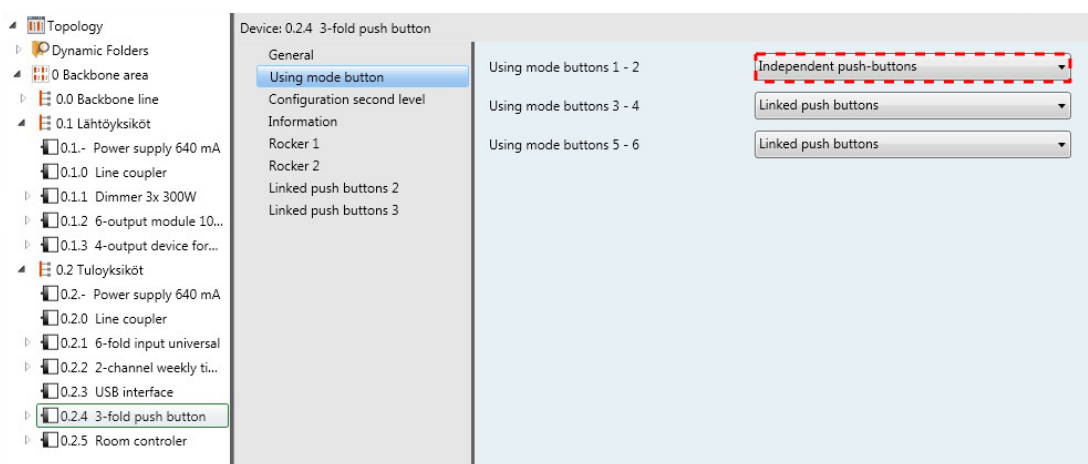 Topology
Dynamic Folders
0 Backbone area
0.0 Backbone line
0.1 Lähtöyksiköt
0.1.- Power supply 640 mA
0.1.0 Line coupler
0.1.1 Dimmer 3x 300W
0.1.2 6-output module 10...
0.1.3 4-output device for...
0.2 Tuloyksiköt
0.2.- Power supply 640 mA
0.2.0 Line coupler
0.2.1 6-fold input universal
0.2.2 2-channel weekly ti...
0.2.3 USB interface
0.2.4 3-fold push button
0.2.5 Room controler
Device: 0.2.4 3-fold push button
General
Using mode button
Configuration second level
Information
Rocker 1
Rocker 2
Linked push buttons 2
Linked push buttons 3
Using mode buttons 1 - 2 Independent push-buttons
Using mode buttons 3 - 4 Linked push buttons
Using mode buttons 5 - 6 Linked push buttons